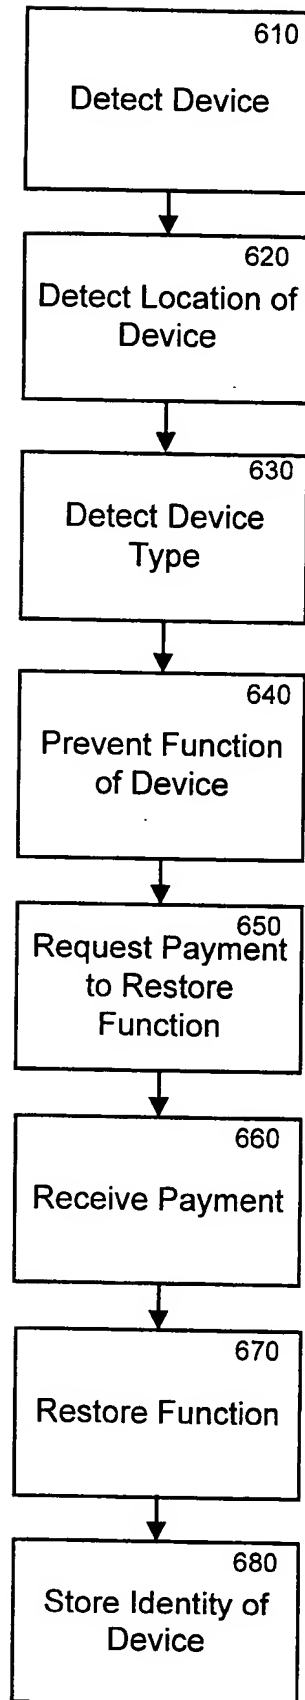 610
Detect Device
620
Detect Location of
Device
630
Detect Device
Type
640
Prevent Function
of Device
650
Request Payment
to Restore
Function
660
Receive Payment
670
Restore Function
680
Store Identity of
Device